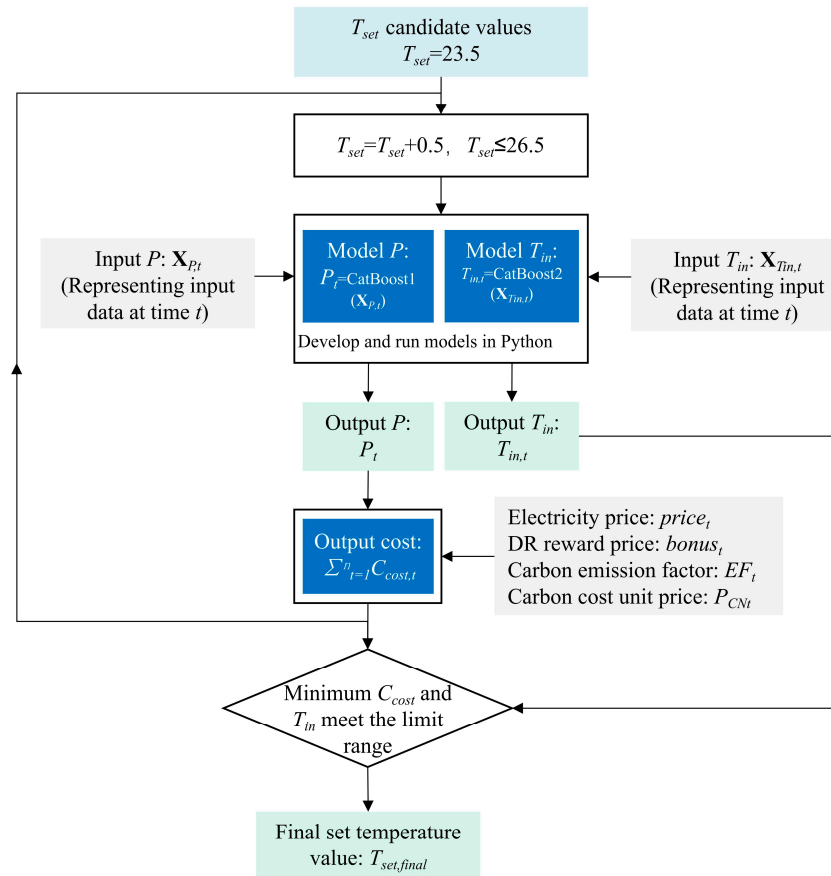 T_set candidate values
T_set=23.5
T_set=T_set+0.5, T_set≤26.5
Input P: X_P,t
(Representing input
data at time t)
Model P:
P_t=CatBoost1
(X_P,t)
Model T_in:
T_in,t=CatBoost2
(X_Tin,t)
Input T_in: X_Tin,t
(Representing input
data at time t)
Develop and run models in Python
Output P:
P_t
Output T_in:
T_in,t
Output cost:
Σ^n_t=1 C_cost,t
Electricity price: price_t
DR reward price: bonus_t
Carbon emission factor: EF_t
Carbon cost unit price: P_CNt
Minimum C_cost and
T_in meet the limit
range
Final set temperature
value: T_set,final